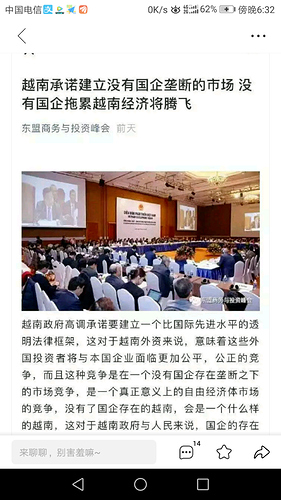 中国电信
0K/s
62%
傍晚6:32
越南承诺建立没有国企垄断的市场 没
有国企拖累越南经济将腾飞
东盟商务与投资峰会 前天
东盟商务与投资峰会
越南政府高调承诺要建立一个比国际先进水平的透
明法律框架，这对于越南外资来说，意味着这些外
国投资者将与本国企业面临更加公平，公正的竞
争，而且这种竞争是在一个没有国企存在垄断之下
的市场竞争，是一个真正意义上的自由经济体市场
的竞争，没有了国企存在的越南，会是一个什么样
的越南，这对于越南政府与人民来说，国企的存在
来聊聊，别害羞嘛~
14